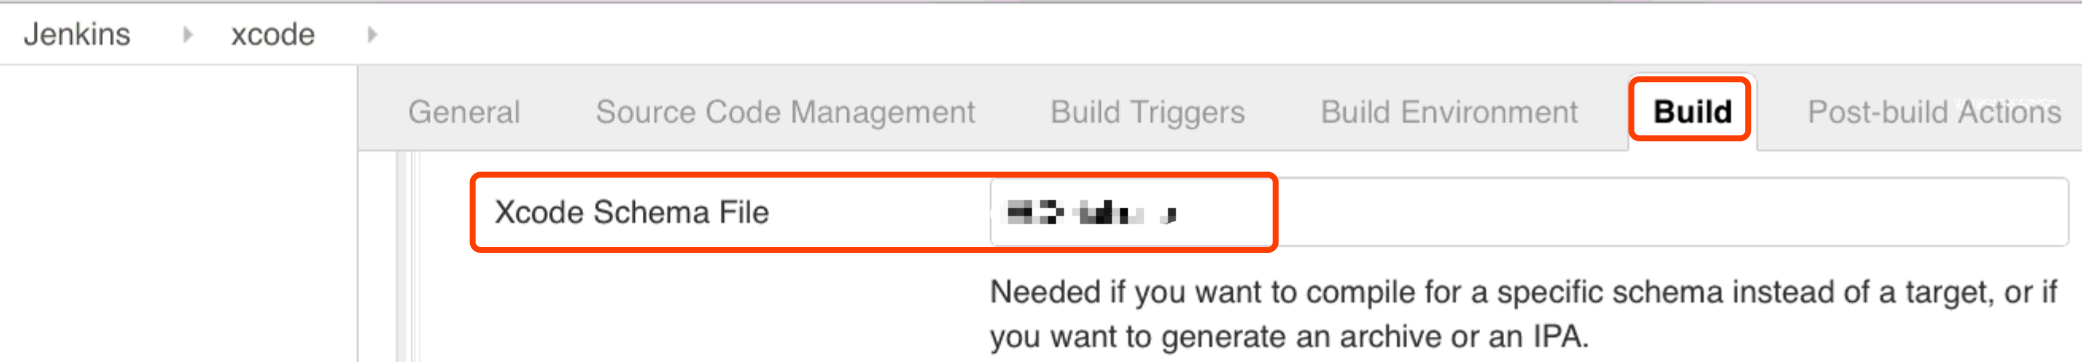 Jenkins xcode
General Source Code Management Build Triggers Build Environment Build Post-build Actions
Xcode Schema File
Needed if you want to compile for a specific schema instead of a target, or if
you want to generate an archive or an IPA.